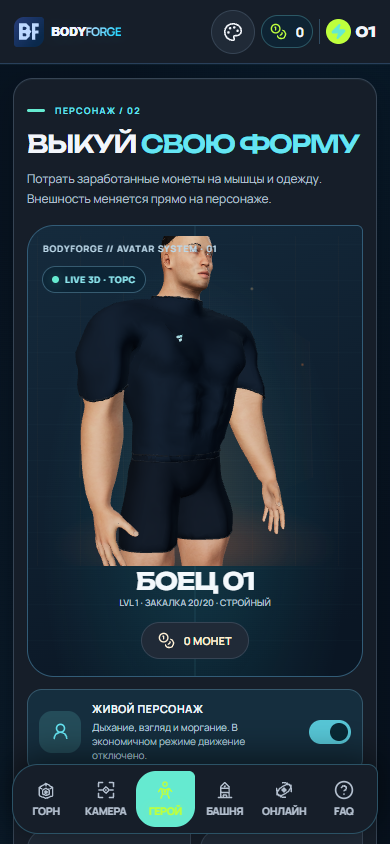 BF BODYFORGE
0
01
ПЕРСОНАЖ / 02
ВЫКУЙ СВОЮ ФОРМУ
Потрать заработанные монеты на мышцы и одежду.
Внешность меняется прямо на персонаже.
BODYFORGE // AVATAR SYSTEM 01
LIVE 3D · ТОРС
БОЕЦ 01
LVL 1 · ЗАКАЛКА 20/20 · СТРОЙНЫЙ
0 МОНЕТ
ЖИВОЙ ПЕРСОНАЖ
Дыхание, взгляд и моргание. В
экономичном режиме движение
отключено.
ГОРН
КАМЕРА
ГЕРОЙ
БАШНЯ
ОНЛАЙН
FAQ